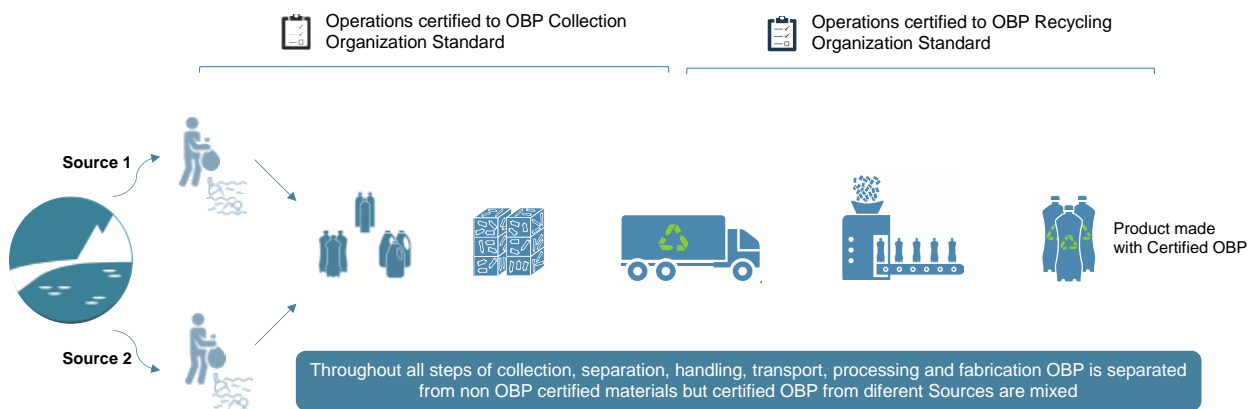 Operations certified to OBP Collection
Organization Standard
Operations certified to OBP Recycling
Organization Standard
Source 1
Product made
with Certified OBP
Source 2
Throughout all steps of collection, separation, handling, transport, processing and fabrication OBP is separated
from non OBP certified materials but certified OBP from diferent Sources are mixed